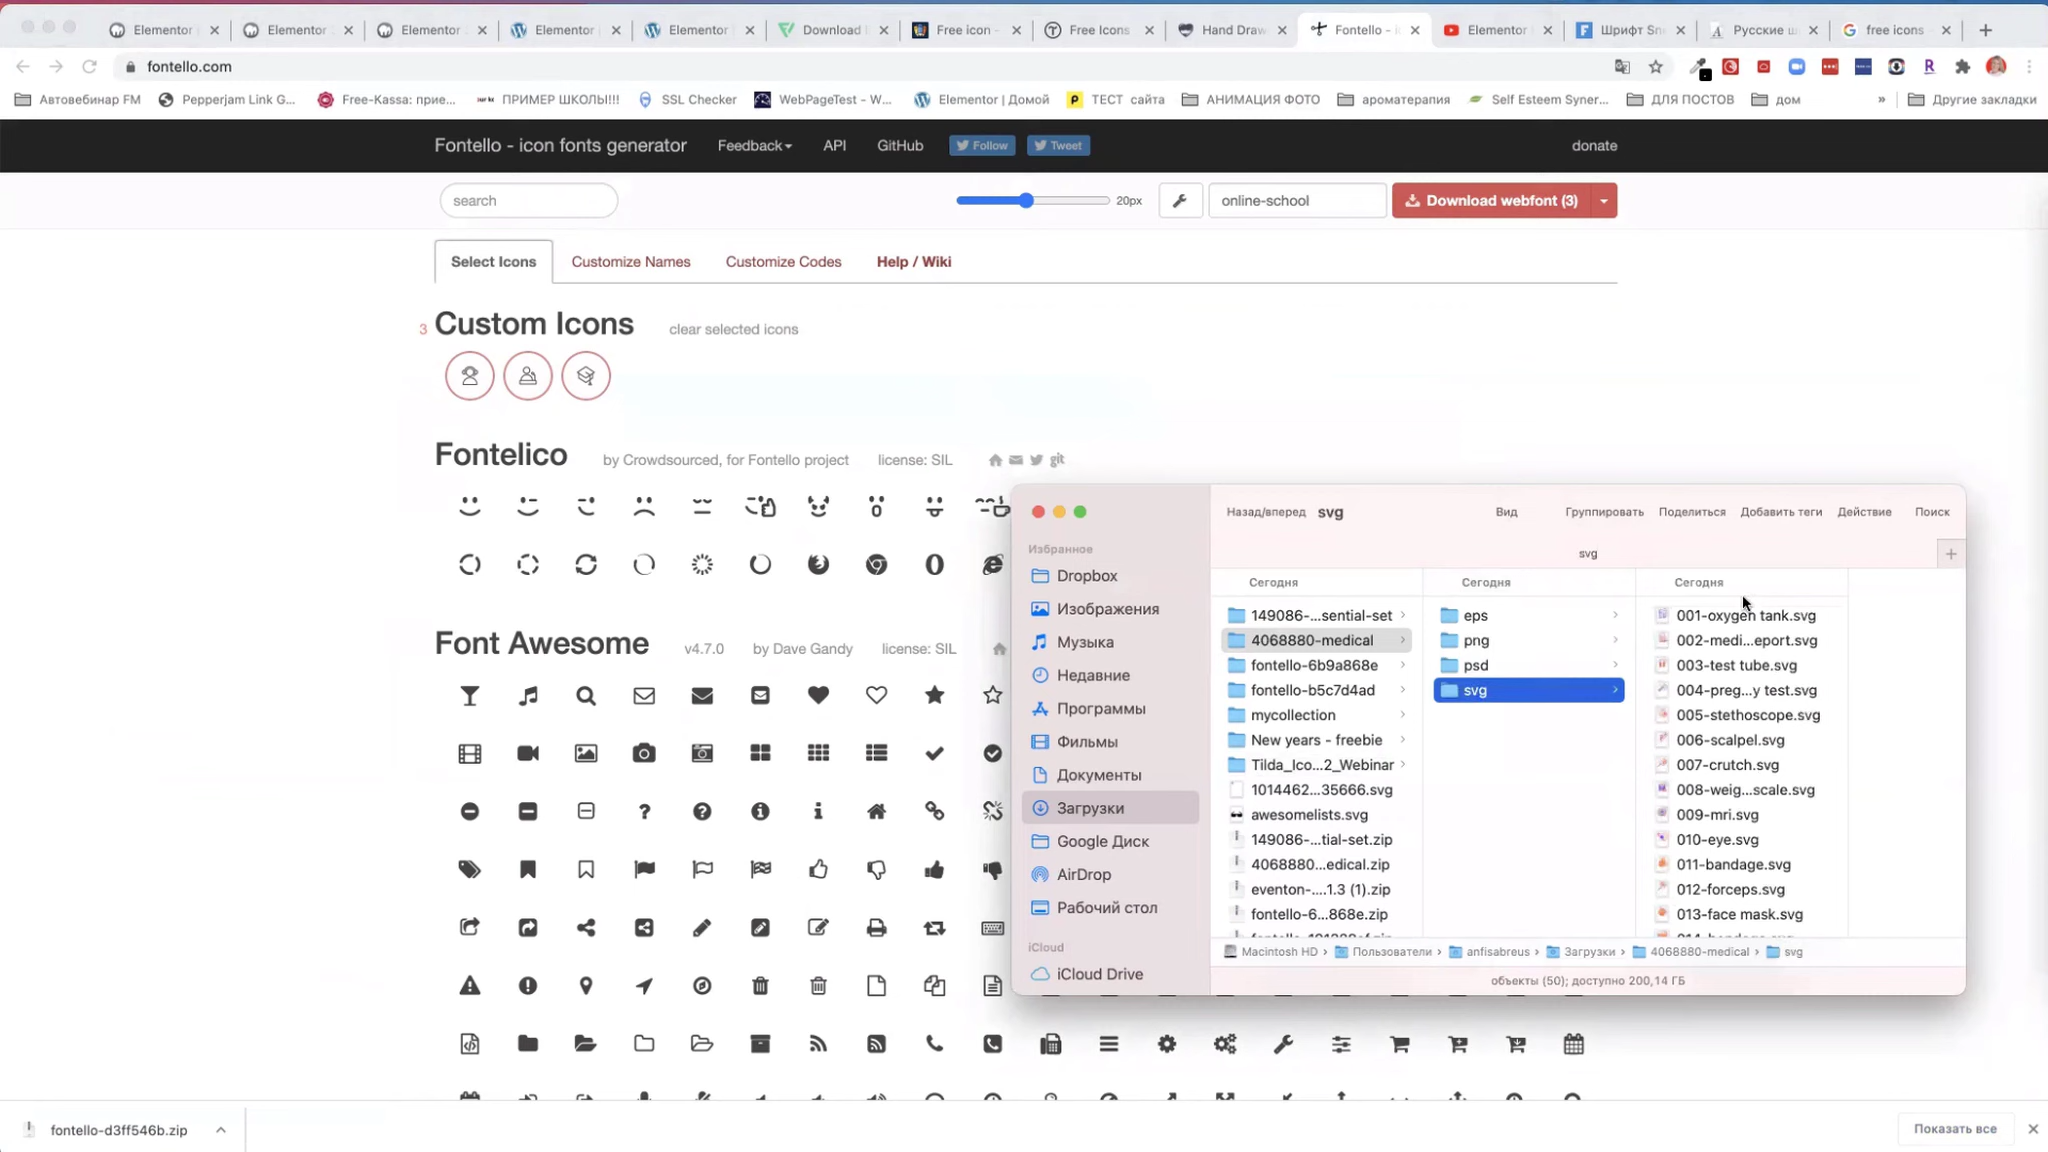 Elementor
Elementor
Elementor
Elementor
Elementor
Download
Free icon -
Free Icons
Hand Draw
Fontello - i
Elementor
Шрифт Sn
Русские ш
free icons
fontello.com
Автовебинар FM
Pepperjam Link G...
Free-Kassa: прие...
ПРИМЕР ШКОЛЫ!!!
SSL Checker
WebPageTest - W...
Elementor | Домой
ТЕСТ сайта
АНИМАЦИЯ ФОТО
ароматерапия
Self Esteem Syner...
ДЛЯ ПОСТОВ
дом
»
Другие закладки
Fontello - icon fonts generator
Feedback
API
GitHub
Follow
Tweet
donate
search
20px
online-school
Download webfont (3)
Select Icons
Customize Names
Customize Codes
Help / Wiki
3 Custom Icons
clear selected icons
Fontelico
by Crowdsourced, for Fontello project
license: SIL
git
Font Awesome
v4.7.0
by Dave Gandy
license: SIL
Назад/вперед
svg
Вид
Группировать
Поделиться
Добавить теги
Действие
Поиск
svg
Избранное
Dropbox
Изображения
Музыка
Недавние
Программы
Фильмы
Документы
Загрузки
Google Диск
AirDrop
Рабочий стол
iCloud
iCloud Drive
Сегодня
149086-...sential-set
4068880-medical
fontello-6b9a868e
fontello-b5c7d4ad
mycollection
New years - freebie
Tilda_Ico...2_Webinar
1014462...35666.svg
awesomelists.svg
149086-...tial-set.zip
4068880...edical.zip
eventon-....1.3 (1).zip
fontello-6...868e.zip
Сегодня
eps
png
psd
svg
Сегодня
001-oxygen tank.svg
002-medi...eport.svg
003-test tube.svg
004-preg...y test.svg
005-stethoscope.svg
006-scalpel.svg
007-crutch.svg
008-weig...scale.svg
009-mri.svg
010-eye.svg
011-bandage.svg
012-forceps.svg
013-face mask.svg
Macintosh HD › Пользователи › anfisabreus › Загрузки › 4068880-medical › svg
объекты (50); доступно 200,14 ГБ
fontello-d3ff546b.zip
Показать все